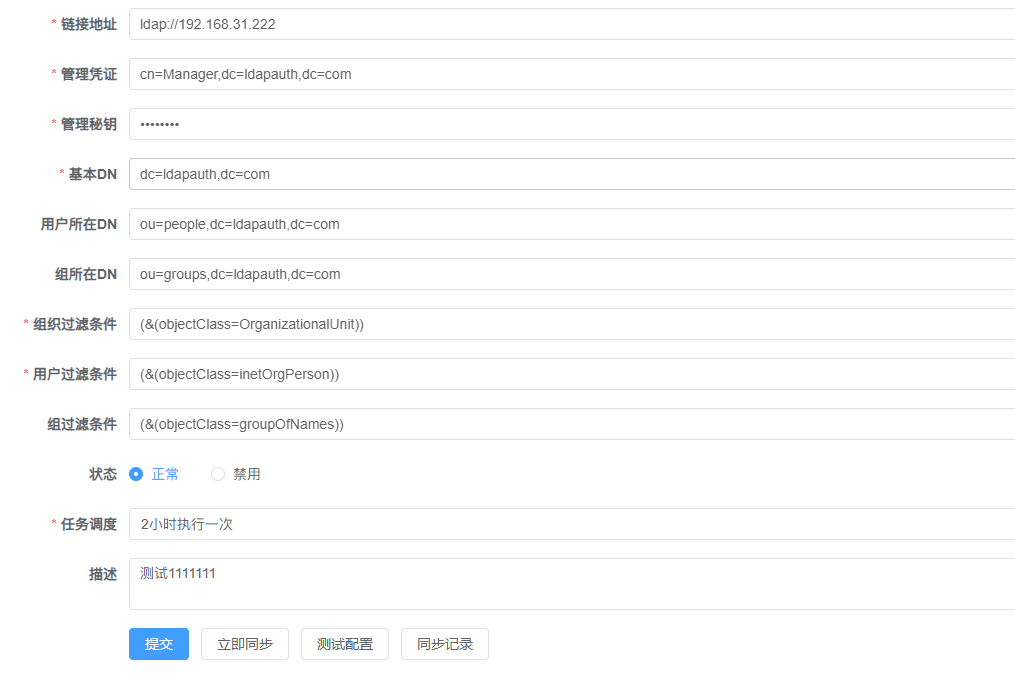 * 链接地址 ldap://192.168.31.222
* 管理凭证 cn=Manager,dc=ldapauth,dc=com
* 管理秘钥 ••••••••
* 基本DN dc=ldapauth,dc=com
用户所在DN ou=people,dc=ldapauth,dc=com
组所在DN ou=groups,dc=ldapauth,dc=com
* 组织过滤条件 (&(objectClass=OrganizationalUnit))
* 用户过滤条件 (&(objectClass=inetOrgPerson))
组过滤条件 (&(objectClass=groupOfNames))
状态 正常 禁用
* 任务调度 2小时执行一次
描述 测试1111111
提交 立即同步 测试配置 同步记录